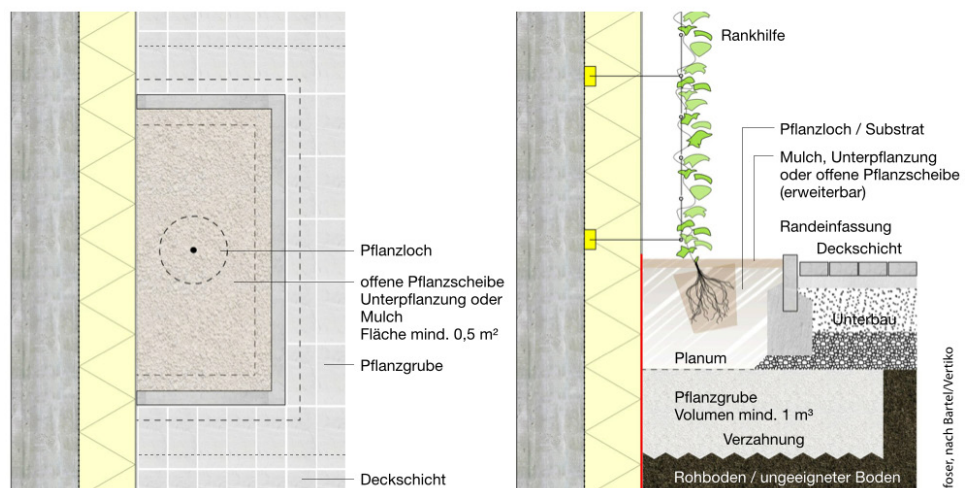 Pflanzloch
offene Pflanzscheibe
Unterpflanzung oder
Mulch
Fläche mind. 0,5 m²
Pflanzgrube
Deckschicht
Rankhilfe
Pflanzloch / Substrat
Mulch, Unterpflanzung
oder offene Pflanzscheibe
(erweiterbar)
Randeinfassung
Deckschicht
Unterbau
Planum
Pflanzgrube
Volumen mind. 1 m³
Verzahnung
Rohboden / ungeeigneter Boden
foser, nach Bartel/Vertiko